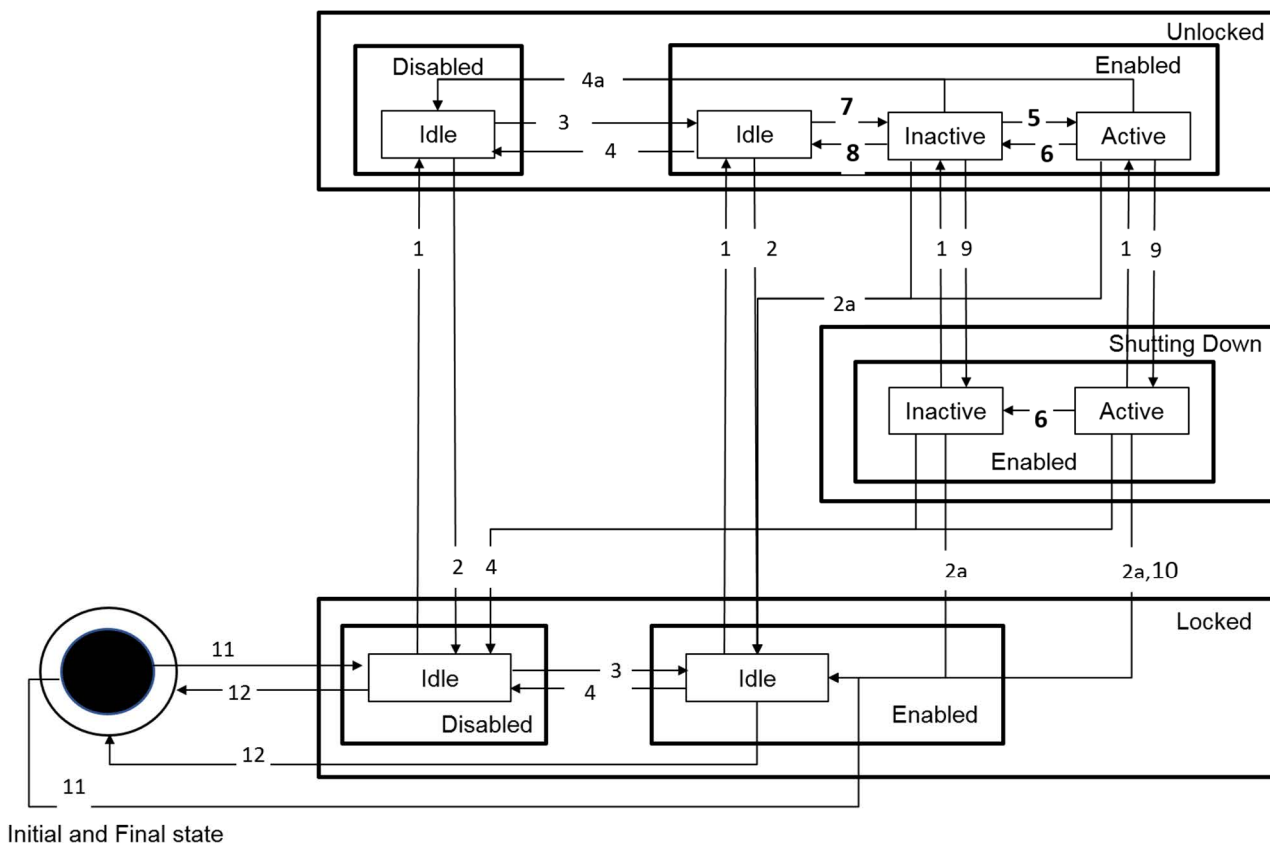 Unlocked
Disabled
Enabled
4a
Idle
3
4
Idle
7
8
Inactive
5
6
Active
1
1
2
1
9
1
9
2a
Shutting Down
Inactive
6
Active
Enabled
2
4
2a
2a,10
Locked
11
12
Idle
Disabled
3
4
Idle
Enabled
12
11
Initial and Final state